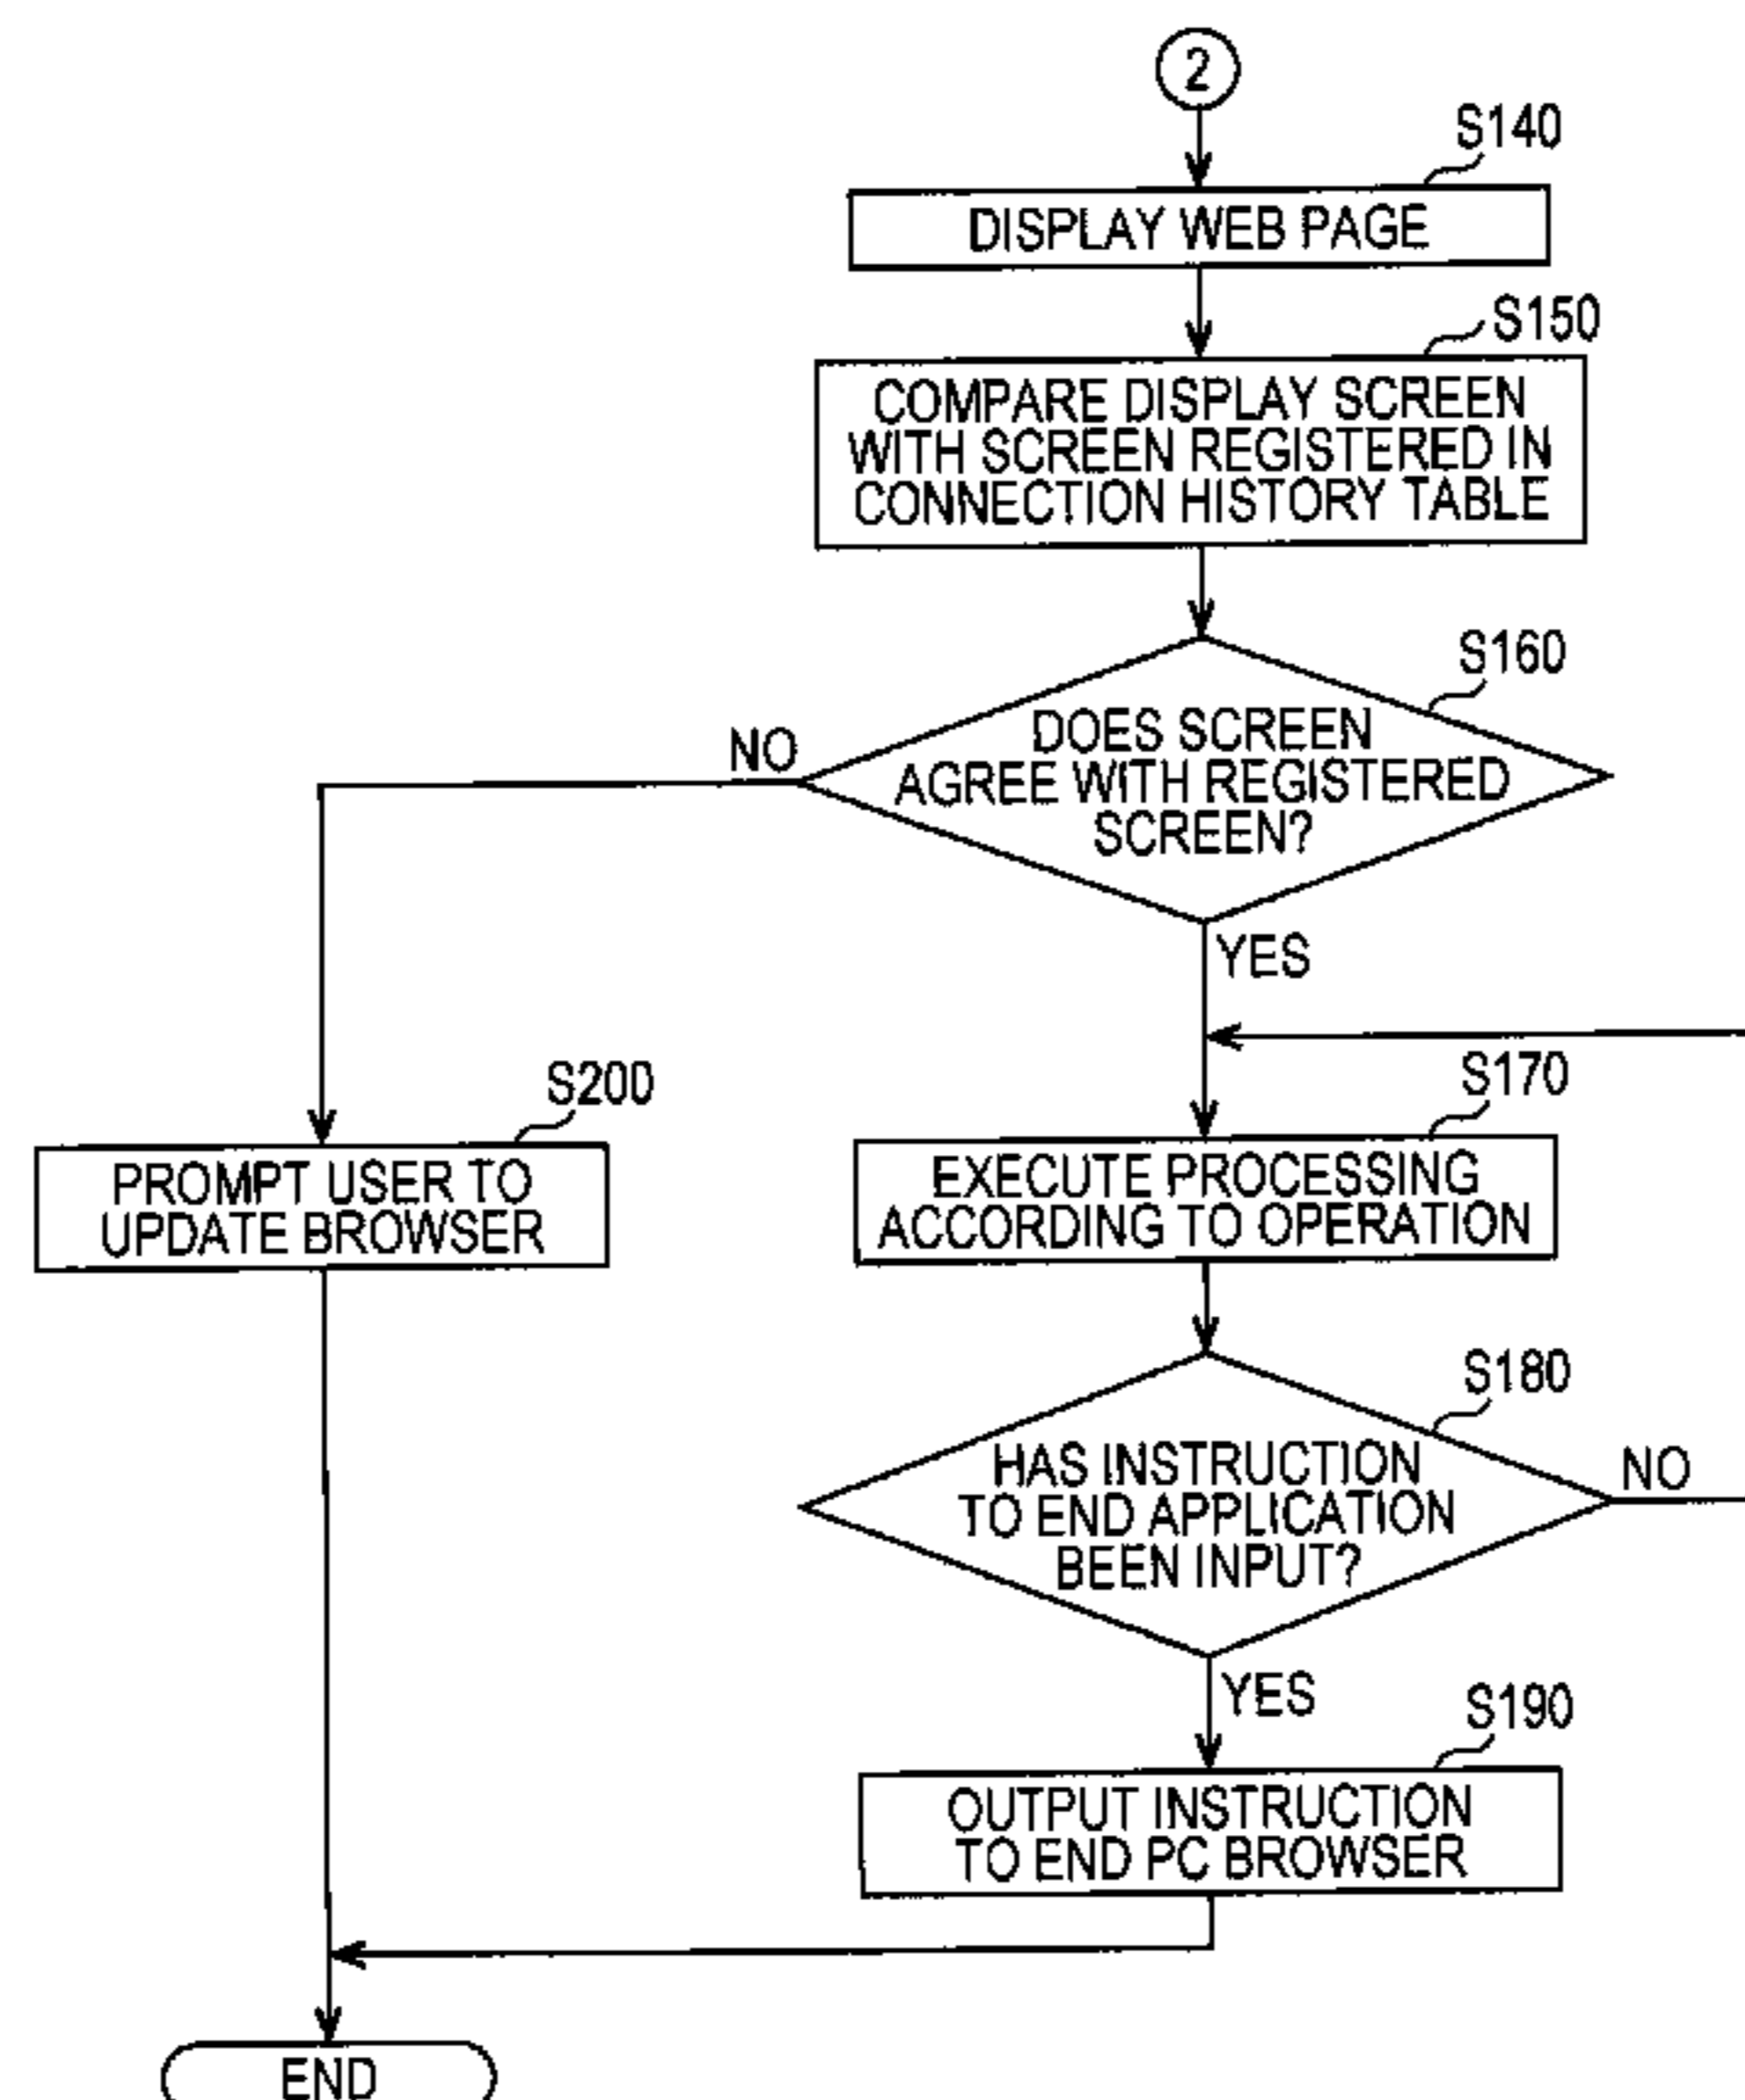 2
S140
DISPLAY WEB PAGE
S150
COMPARE DISPLAY SCREEN
WITH SCREEN REGISTERED IN
CONNECTION HISTORY TABLE
S160
DOES SCREEN
AGREE WITH REGISTERED
SCREEN?
NO
YES
S200
PROMPT USER TO
UPDATE BROWSER
S170
EXECUTE PROCESSING
ACCORDING TO OPERATION
S180
HAS INSTRUCTION
TO END APPLICATION
BEEN INPUT?
NO
YES
S190
OUTPUT INSTRUCTION
TO END PC BROWSER
END